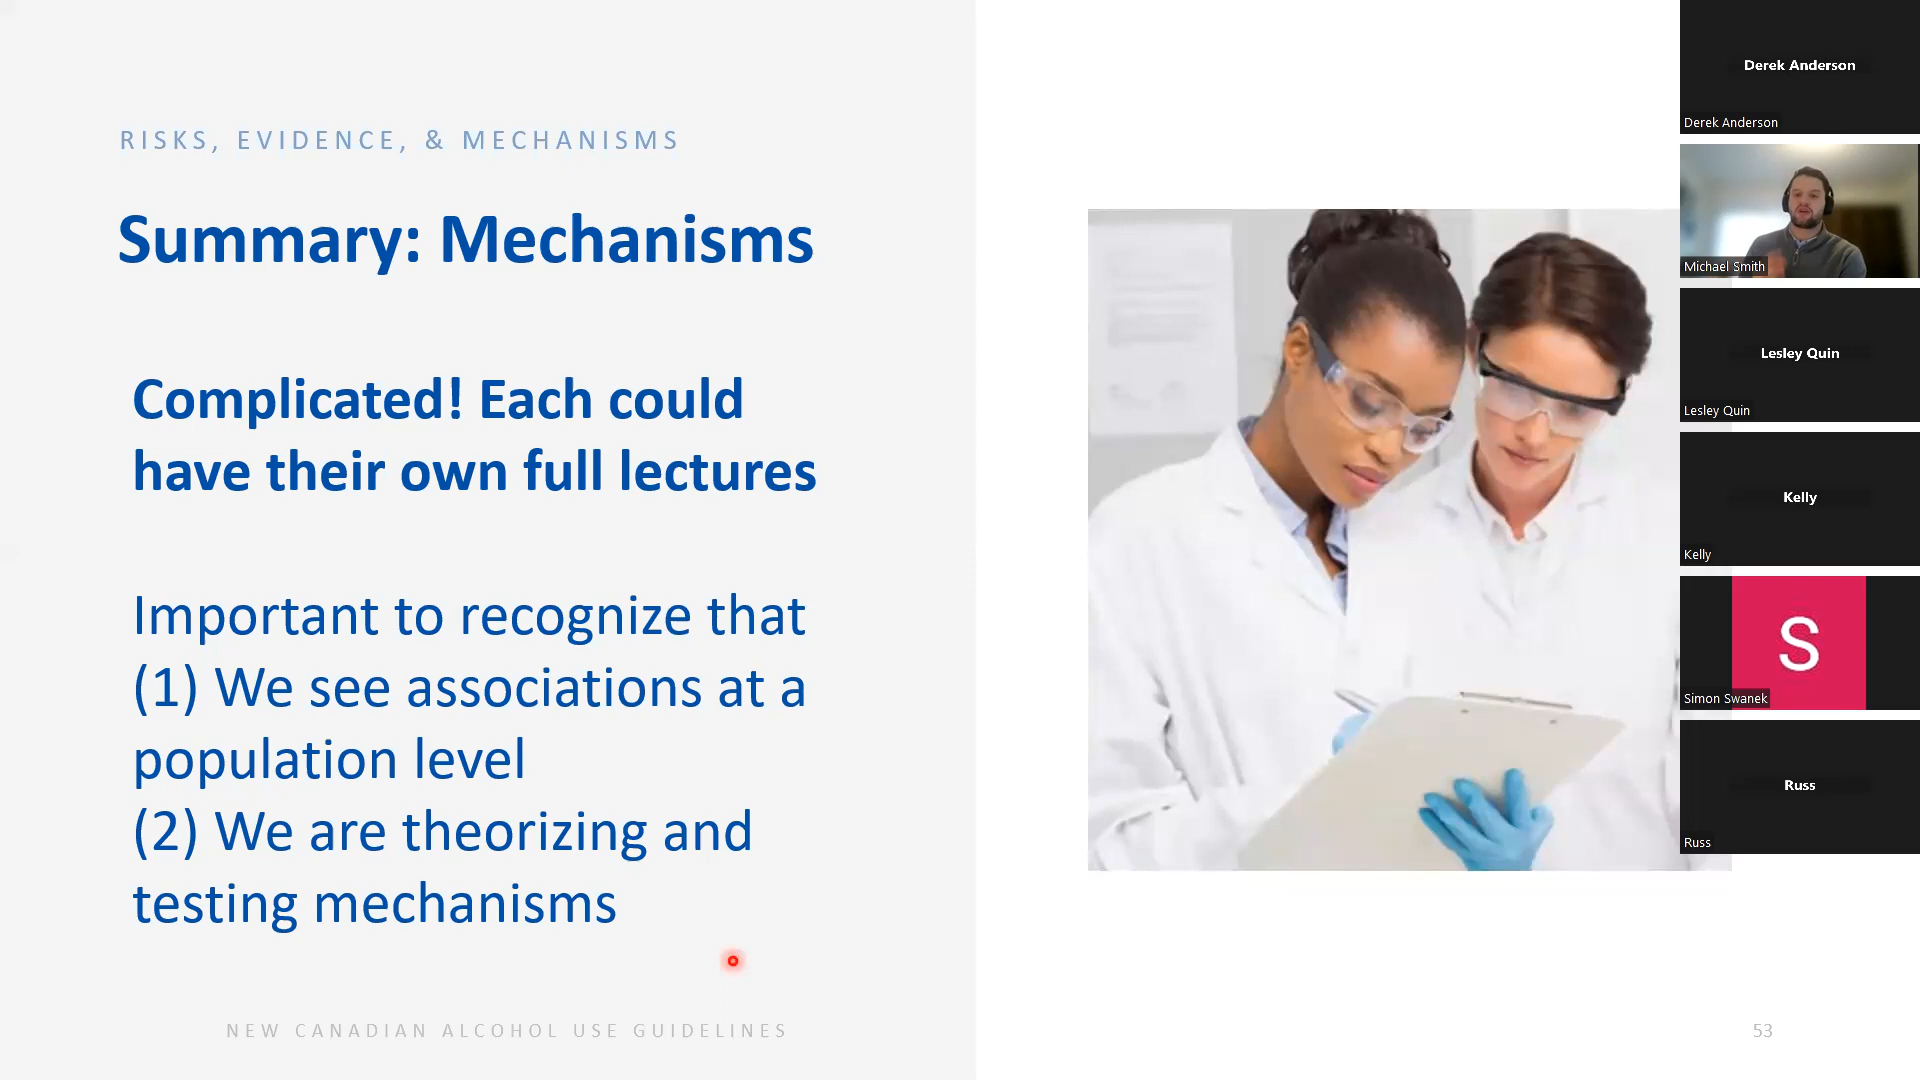 RISKS, EVIDENCE, & MECHANISMS
Summary: Mechanisms
Complicated! Each could
have their own full lectures
Important to recognize that
(1) We see associations at a
population level
(2) We are theorizing and
testing mechanisms
NEW CANADIAN ALCOHOL USE GUIDELINES
53
Derek Anderson
Derek Anderson
Michael Smith
Lesley Quin
Lesley Quin
Kelly
Kelly
S
Simon Swanek
Russ
Russ